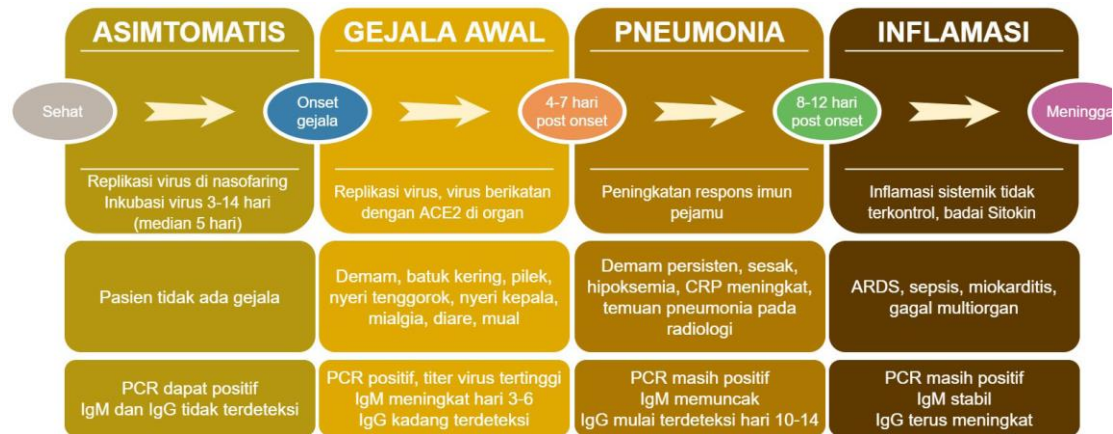 ASIMTOMATIS
GEJALA AWAL
PNEUMONIA
INFLAMASI
Sehat
Onset
gejala
4-7 hari
post onset
8-12 hari
post onset
Meninggal
Replikasi virus di nasofaring
Inkubasi virus 3-14 hari
(median 5 hari)
Replikasi virus, virus berikatan
dengan ACE2 di organ
Peningkatan respons imun
pejamu
Inflamasi sistemik tidak
terkontrol, badai Sitokin
Pasien tidak ada gejala
Demam, batuk kering, pilek,
nyeri tenggorok, nyeri kepala,
mialgia, diare, mual
Demam persisten, sesak,
hipoksemia, CRP meningkat,
temuan pneumonia pada
radiologi
ARDS, sepsis, miokarditis,
gagal multiorgan
PCR dapat positif
IgM dan IgG tidak terdeteksi
PCR positif, titer virus tertinggi
IgM meningkat hari 3-6
IgG kadang terdeteksi
PCR masih positif
IgM memuncak
IgG mulai terdeteksi hari 10-14
PCR masih positif
IgM stabil
IgG terus meningkat